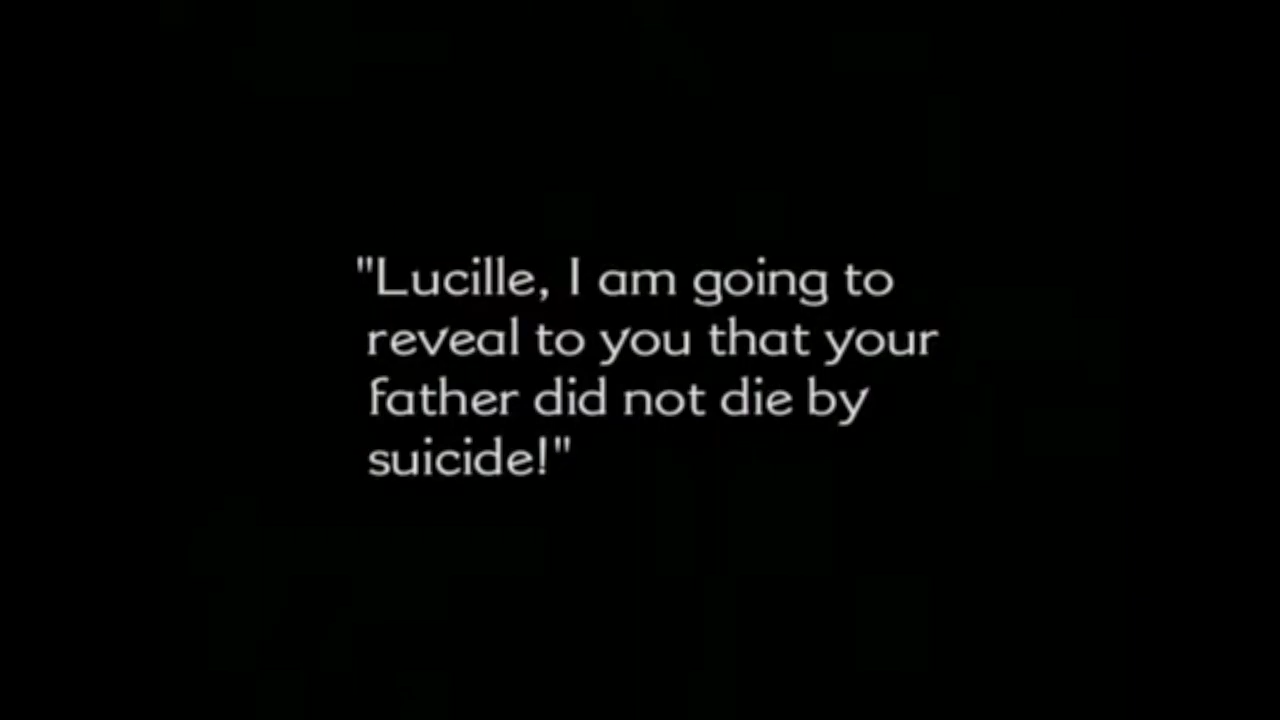 "Lucille, I am going to
reveal to you that your
father did not die by
suicide!"